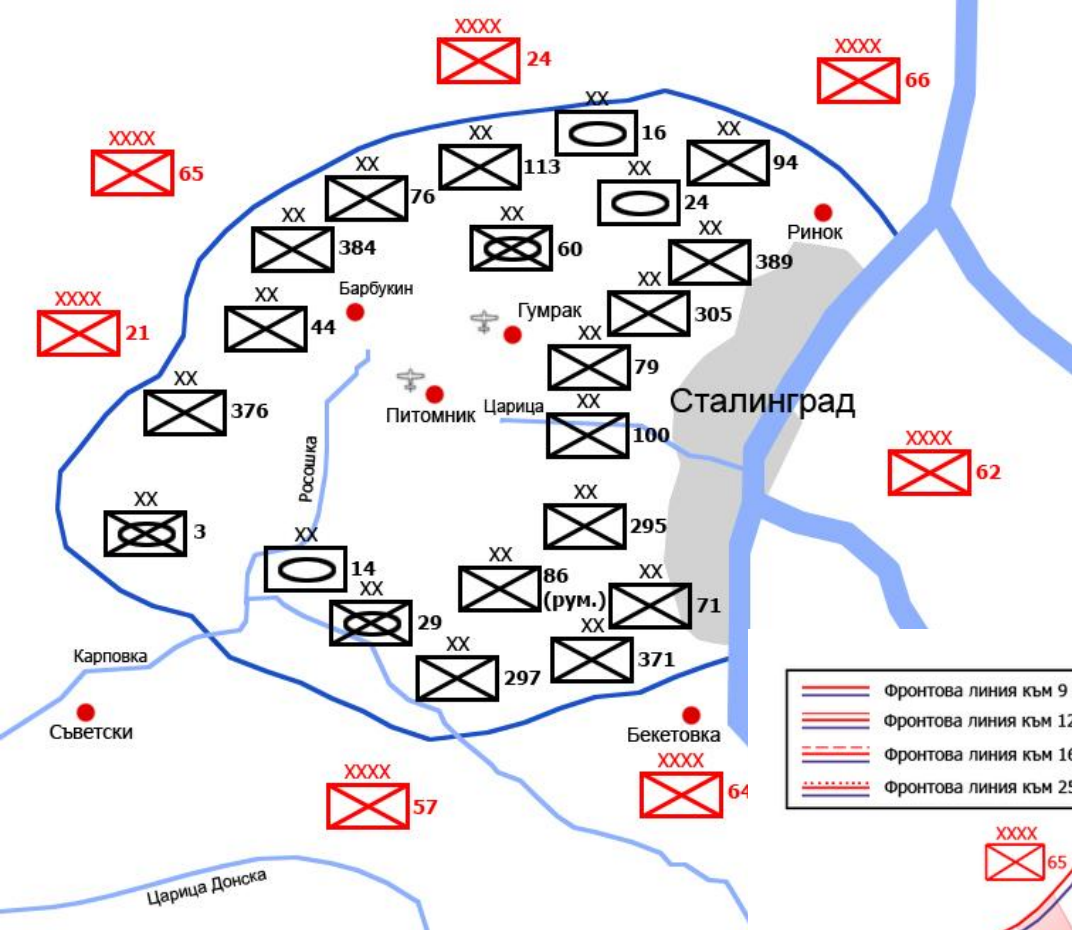 XXXX
24
XXXX
66
XXXX
65
XX
16
XX
113
XX
94
XX
76
XX
24
XX
384
XX
60
XX
389
Ринок
XXXX
21
XX
44
Барбукин
Гумрак
XX
305
XX
79
XX
376
Питомник
Царица
XX
100
Сталинград
XXXX
62
Росошка
XX
3
XX
295
XX
14
XX
86
(рум.)
XX
71
XX
29
XX
297
XX
371
Карповка
Съветски
Бекетовка
XXXX
57
XXXX
64
Царица Донска
Фронтова линия към 9
Фронтова линия към 12
Фронтова линия към 16
Фронтова линия към 25
XXXX
65